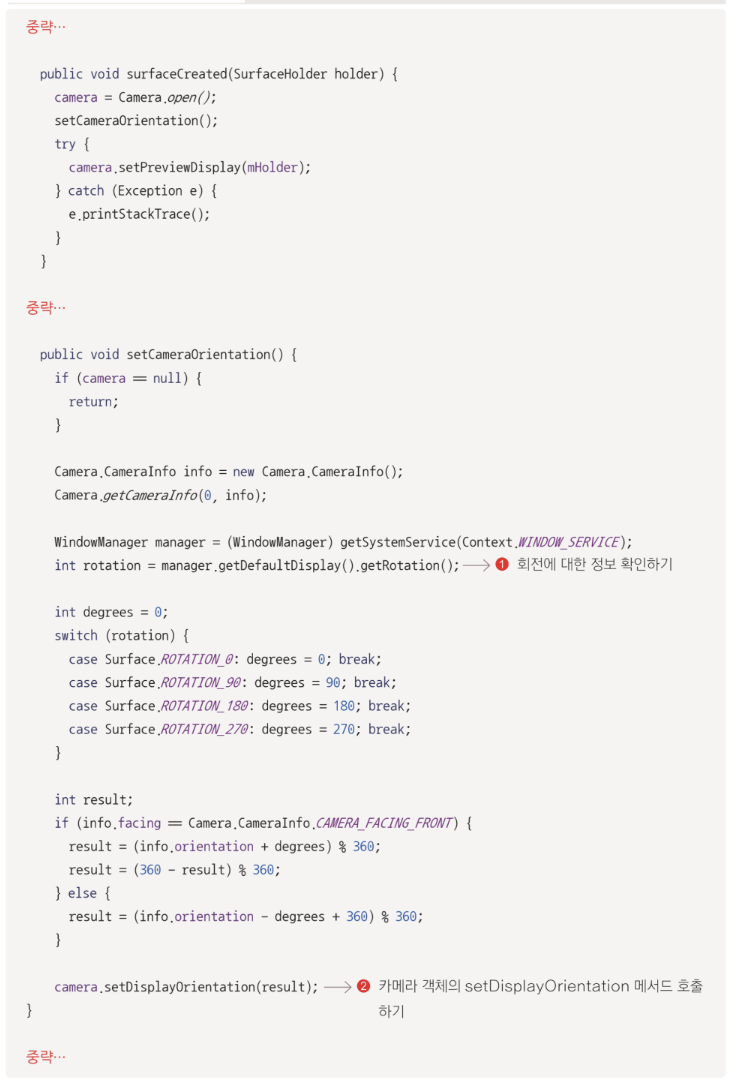 중략…
public void surfaceCreated(SurfaceHolder holder) {
camera = Camera.open();
setCameraOrientation();
try {
camera.setPreviewDisplay(mHolder);
} catch (Exception e) {
e.printStackTrace();
}
}
중략…
public void setCameraOrientation() {
if (camera == null) {
return;
}
Camera.CameraInfo info = new Camera.CameraInfo();
Camera.getCameraInfo(0, info);
WindowManager manager = (WindowManager) getSystemService(Context.WINDOW_SERVICE);
int rotation = manager.getDefaultDisplay().getRotation(); → ❶ 회전에 대한 정보 확인하기
int degrees = 0;
switch (rotation) {
case Surface.ROTATION_0: degrees = 0; break;
case Surface.ROTATION_90: degrees = 90; break;
case Surface.ROTATION_180: degrees = 180; break;
case Surface.ROTATION_270: degrees = 270; break;
}
int result;
if (info.facing == Camera.CameraInfo.CAMERA_FACING_FRONT) {
result = (info.orientation + degrees) % 360;
result = (360 - result) % 360;
} else {
result = (info.orientation - degrees + 360) % 360;
}
camera.setDisplayOrientation(result); → ❷ 카메라 객체의 setDisplayOrientation 메서드 호출
하기
}
중략…